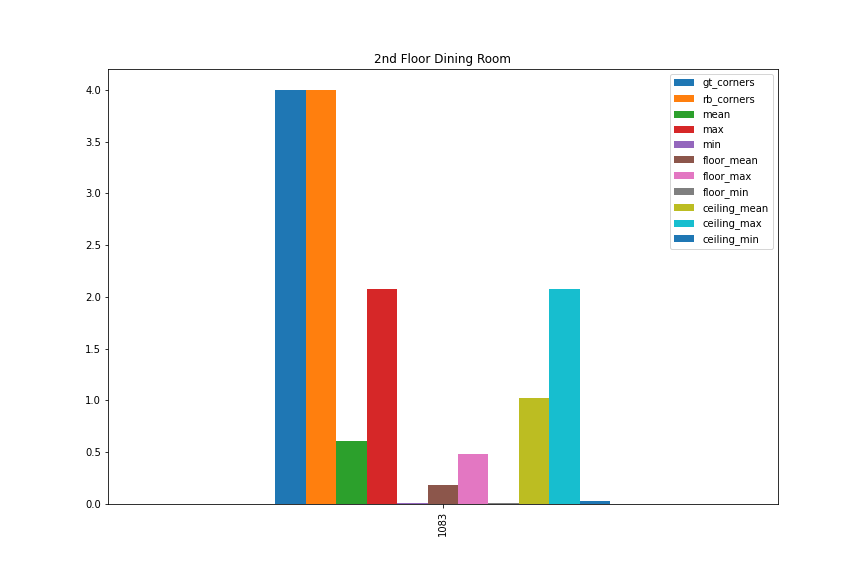 2nd Floor Dining Room
4.0
3.5
3.0
2.5
2.0
1.5
1.0
0.5
0.0
gt_corners
rb_corners
mean
max
min
floor_mean
floor_max
floor_min
ceiling_mean
ceiling_max
ceiling_min
1083